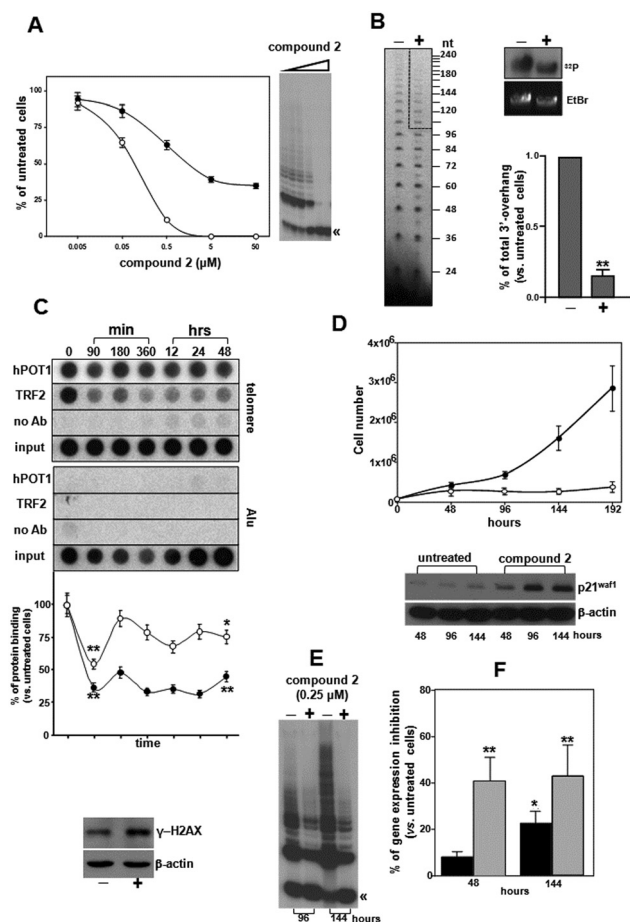 A
compound 2
% of untreated cells
100
75
50
25
0
0.005 0.05 0.5 5 50
compound 2 (µM)
«
B
— + nt
240
180
144
120
96
84
72
60
48
36
24
— +
³²P
EtBr
% of total 3'-overhang
(vs. untreated cells)
1.0
0.5
0.0
**
— +
C
min hrs
0 90 180 360 12 24 48
hPOT1
TRF2
no Ab
input
telomere
hPOT1
TRF2
no Ab
input
Alu
% of protein binding
(vs. untreated cells)
100
75
50
25
0
**
**
*
**
time
γ–H2AX
β-actin
— +
D
Cell number
4x10⁶
3x10⁶
2x10⁶
1x10⁶
0
0 48 96 144 192
hours
untreated compound 2
p21ʷᵃᶠ¹
β-actin
48 96 144 48 96 144
hours
E
compound 2
(0.25 µM)
— + — +
«
96 144 hours
F
% of gene expression inhibition
(vs. untreated cells)
80
60
40
20
0
**
*
**
48 144
hours